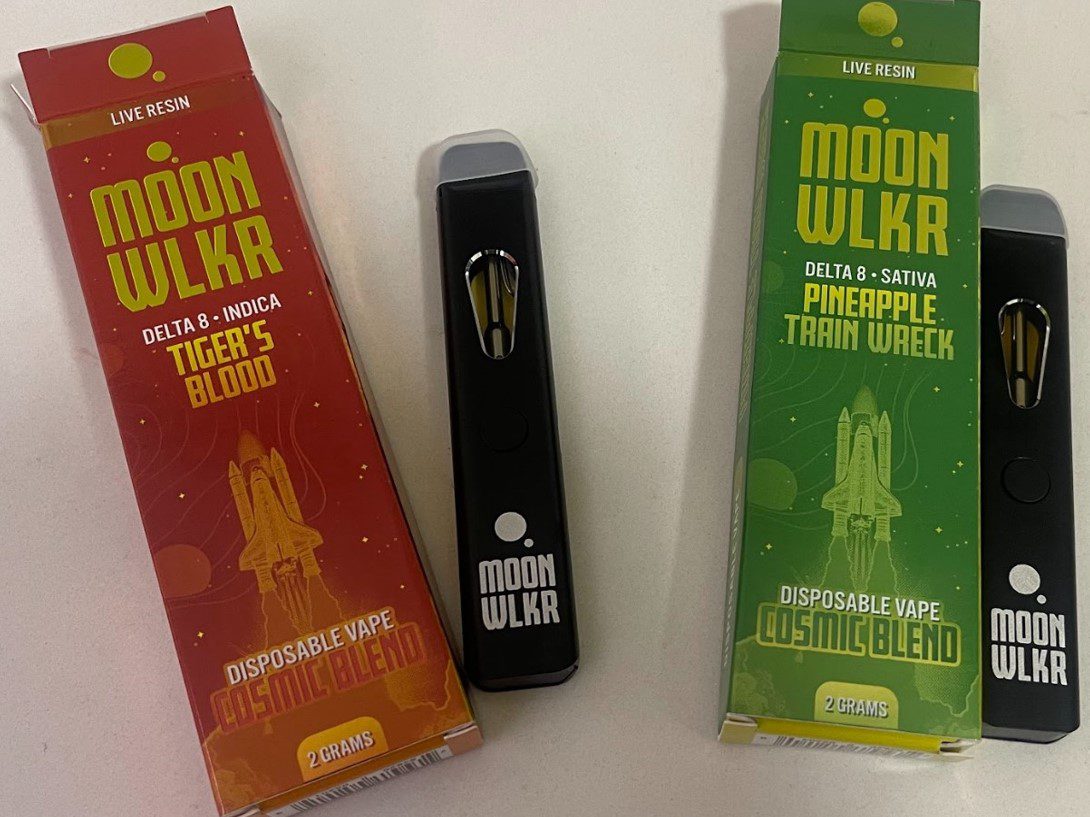 LIVE RESIN
MOON
WLKR
DELTA 8 • INDICA
TIGER'S
BLOOD
DISPOSABLE VAPE
COSMIC BLEND
2 GRAMS
MOON
WLKR
LIVE RESIN
MOON
WLKR
DELTA 8 • SATIVA
PINEAPPLE
TRAIN WRECK
DISPOSABLE VAPE
COSMIC BLEND
2 GRAMS
MOON
WLKR